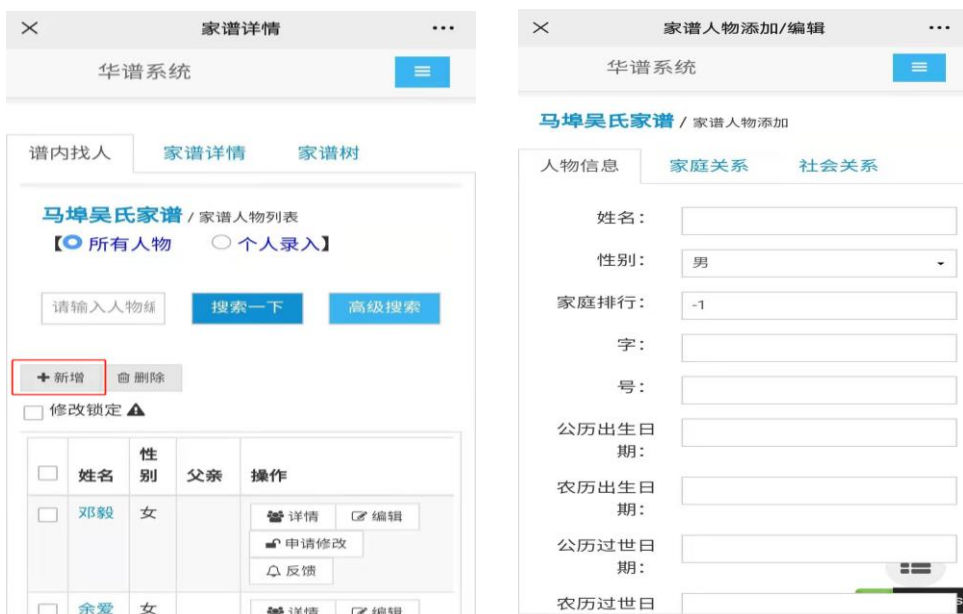 家谱详情
华谱系统
谱内找人 家谱详情 家谱树
马埠吴氏家谱 / 家谱人物列表
【所有人物 个人录入】
请输入人物编 搜索一下 高级搜索
新增 删除
修改锁定
姓名 性别 父亲 操作
邓毅 女 详情 编辑
申请修改
反馈
余爱 女 详情 编辑
家谱人物添加/编辑
华谱系统
马埠吴氏家谱 / 家谱人物添加
人物信息 家庭关系 社会关系
姓名：
性别： 男
家庭排行： -1
字：
号：
公历出生日
期：
农历出生日
期：
公历过世日
期：
农历过世日